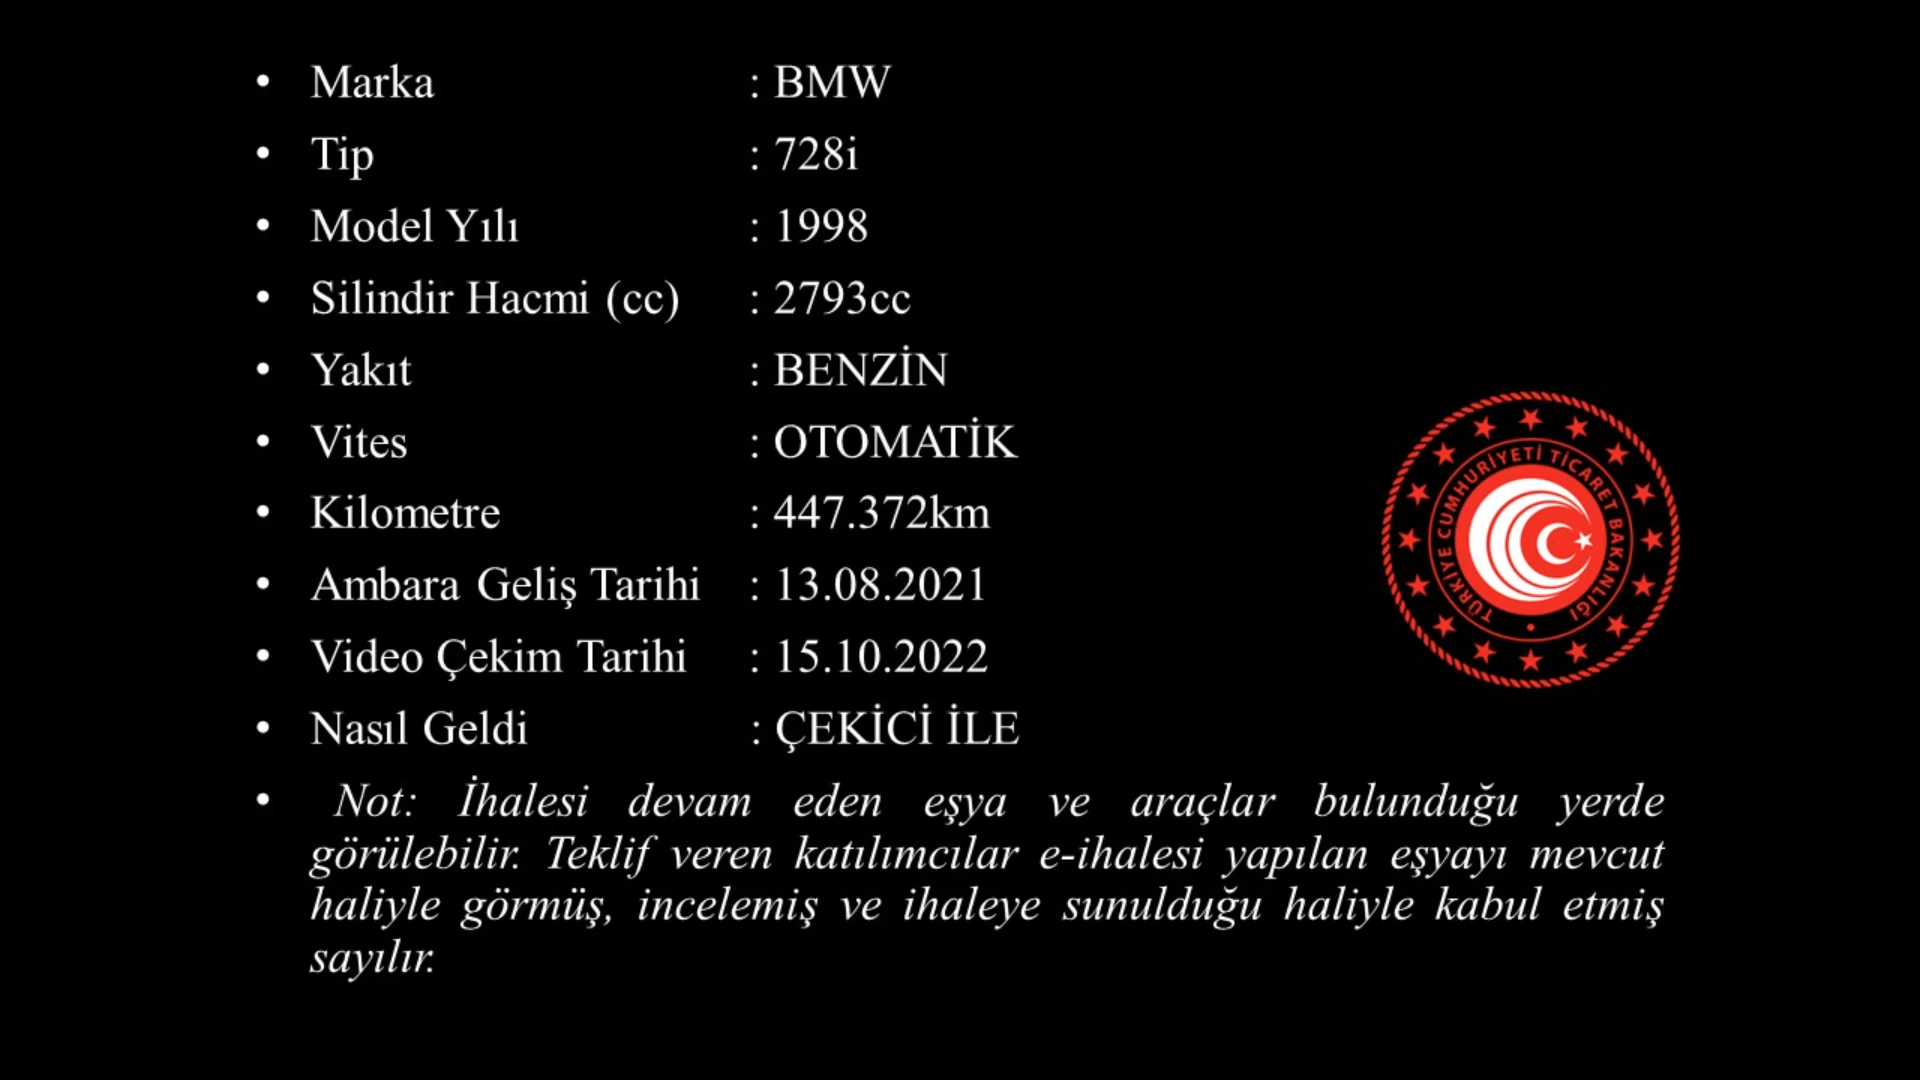 • Marka : BMW
• Tip : 728i
• Model Yılı : 1998
• Silindir Hacmi (cc) : 2793cc
• Yakıt : BENZİN
• Vites : OTOMATİK
• Kilometre : 447.372km
• Ambara Geliş Tarihi : 13.08.2021
• Video Çekim Tarihi : 15.10.2022
• Nasıl Geldi : ÇEKİCİ İLE
• Not: İhalesi devam eden eşya ve araçlar bulunduğu yerde
görülebilir. Teklif veren katılımcılar e-ihalesi yapılan eşyayı mevcut
haliyle görmüş, incelemiş ve ihaleye sunulduğu haliyle kabul etmiş
sayılır.
TÜRKİYE CUMHURİYETİ TİCARET BAKANLIĞI